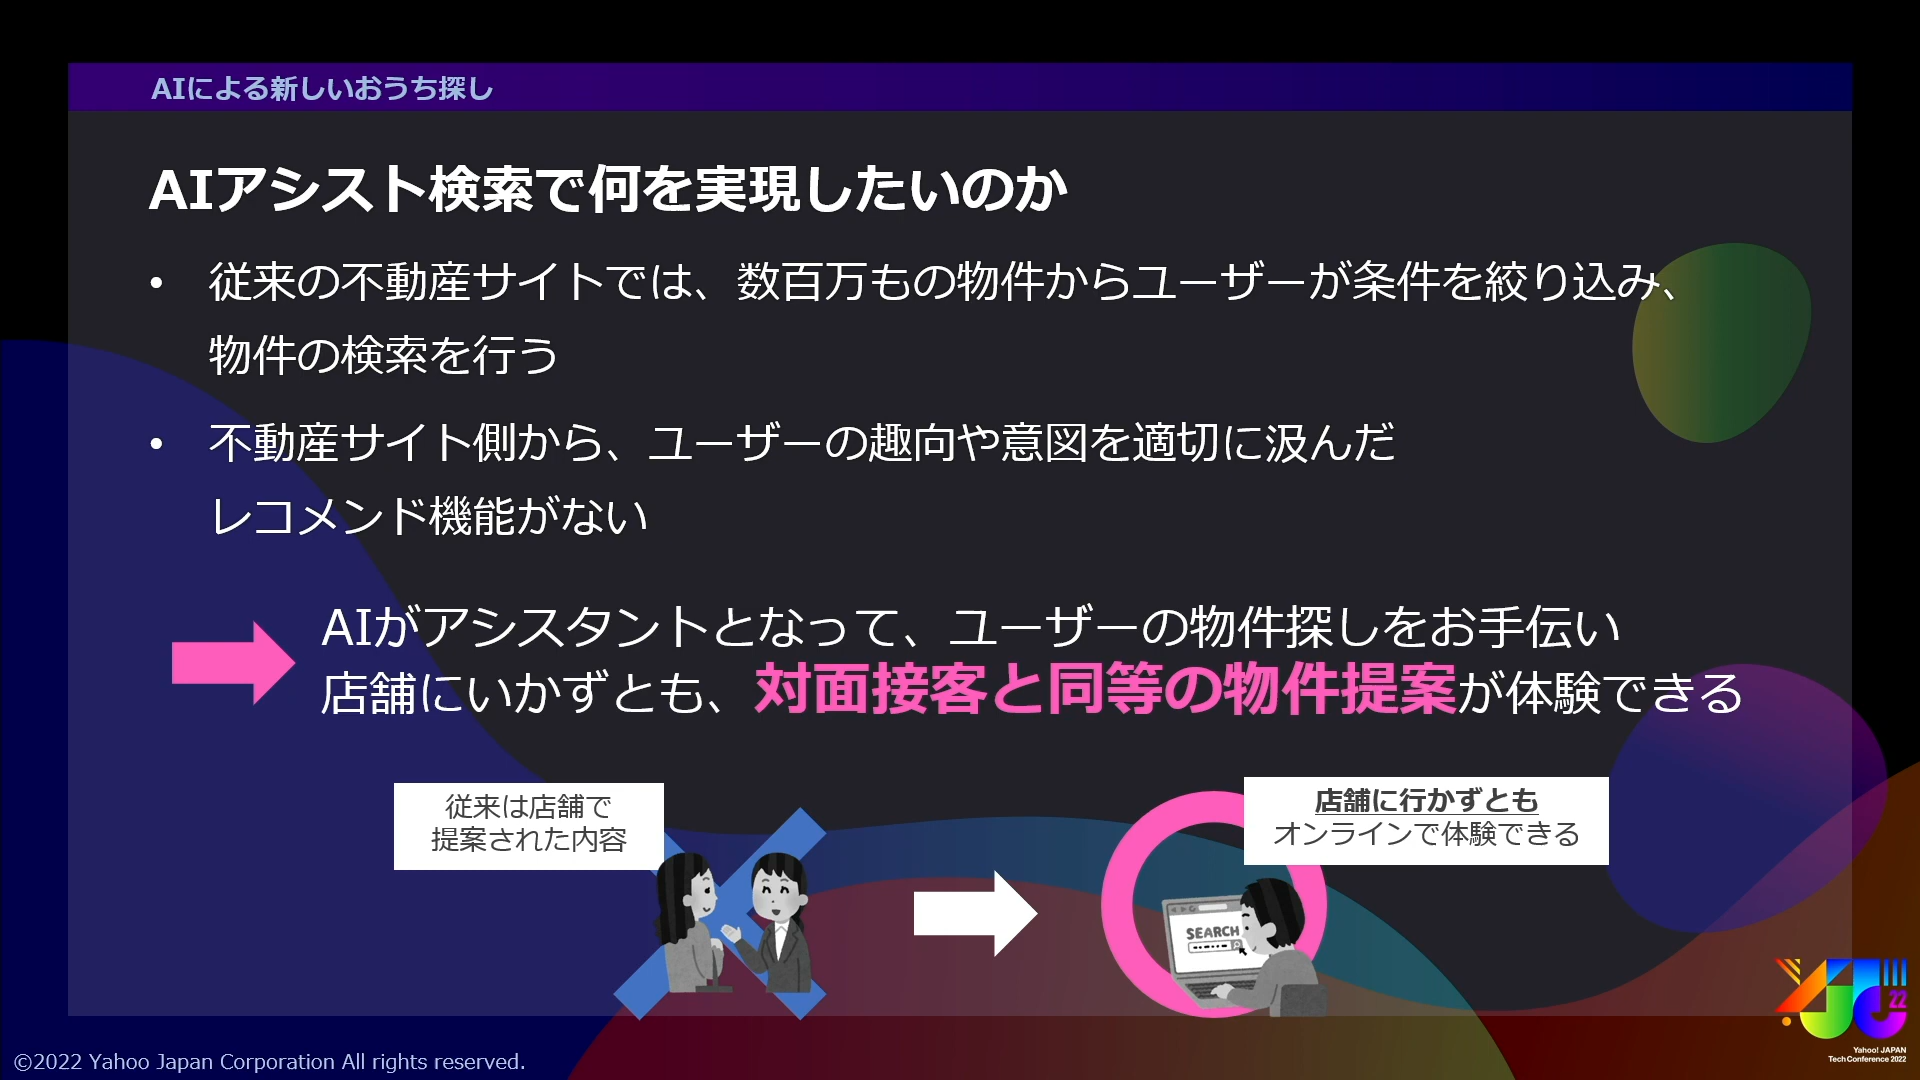 AIによる新しいおうち探し
AIアシスト検索で何を実現したいのか
• 従来の不動産サイトでは、数百万もの物件からユーザーが条件を絞り込み、
物件の検索を行う
• 不動産サイト側から、ユーザーの趣向や意図を適切に汲んだ
レコメンド機能がない
AIがアシスタントとなって、ユーザーの物件探しをお手伝い
店舗にいかずとも、対面接客と同等の物件提案が体験できる
従来は店舗で
提案された内容
店舗に行かずとも
オンラインで体験できる
SEARCH
22
Yahoo! JAPAN
Tech Conference 2022
©2022 Yahoo Japan Corporation All rights reserved.